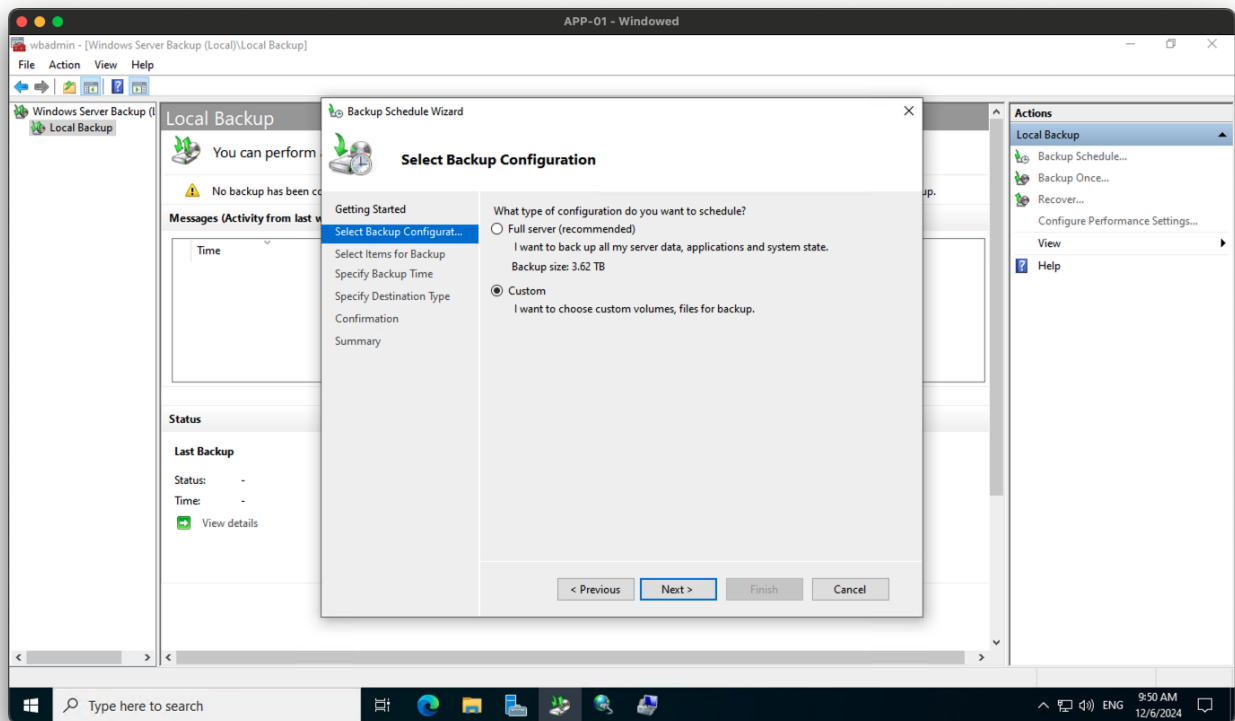 APP-01 - Windowed
wbadmin - [Windows Server Backup (Local)\Local Backup]
File Action View Help
Windows Server Backup (L
Local Backup
Local Backup
You can perform
No backup has been co
up.
Messages (Activity from last w
Time
Status
Last Backup
Status: -
Time: -
View details
Backup Schedule Wizard
Select Backup Configuration
Getting Started
Select Backup Configurat...
Select Items for Backup
Specify Backup Time
Specify Destination Type
Confirmation
Summary
What type of configuration do you want to schedule?
Full server (recommended)
I want to back up all my server data, applications and system state.
Backup size: 3.62 TB
Custom
I want to choose custom volumes, files for backup.
< Previous Next > Finish Cancel
Actions
Local Backup
Backup Schedule...
Backup Once...
Recover...
Configure Performance Settings...
View
Help
Type here to search
ENG
9:50 AM
12/6/2024